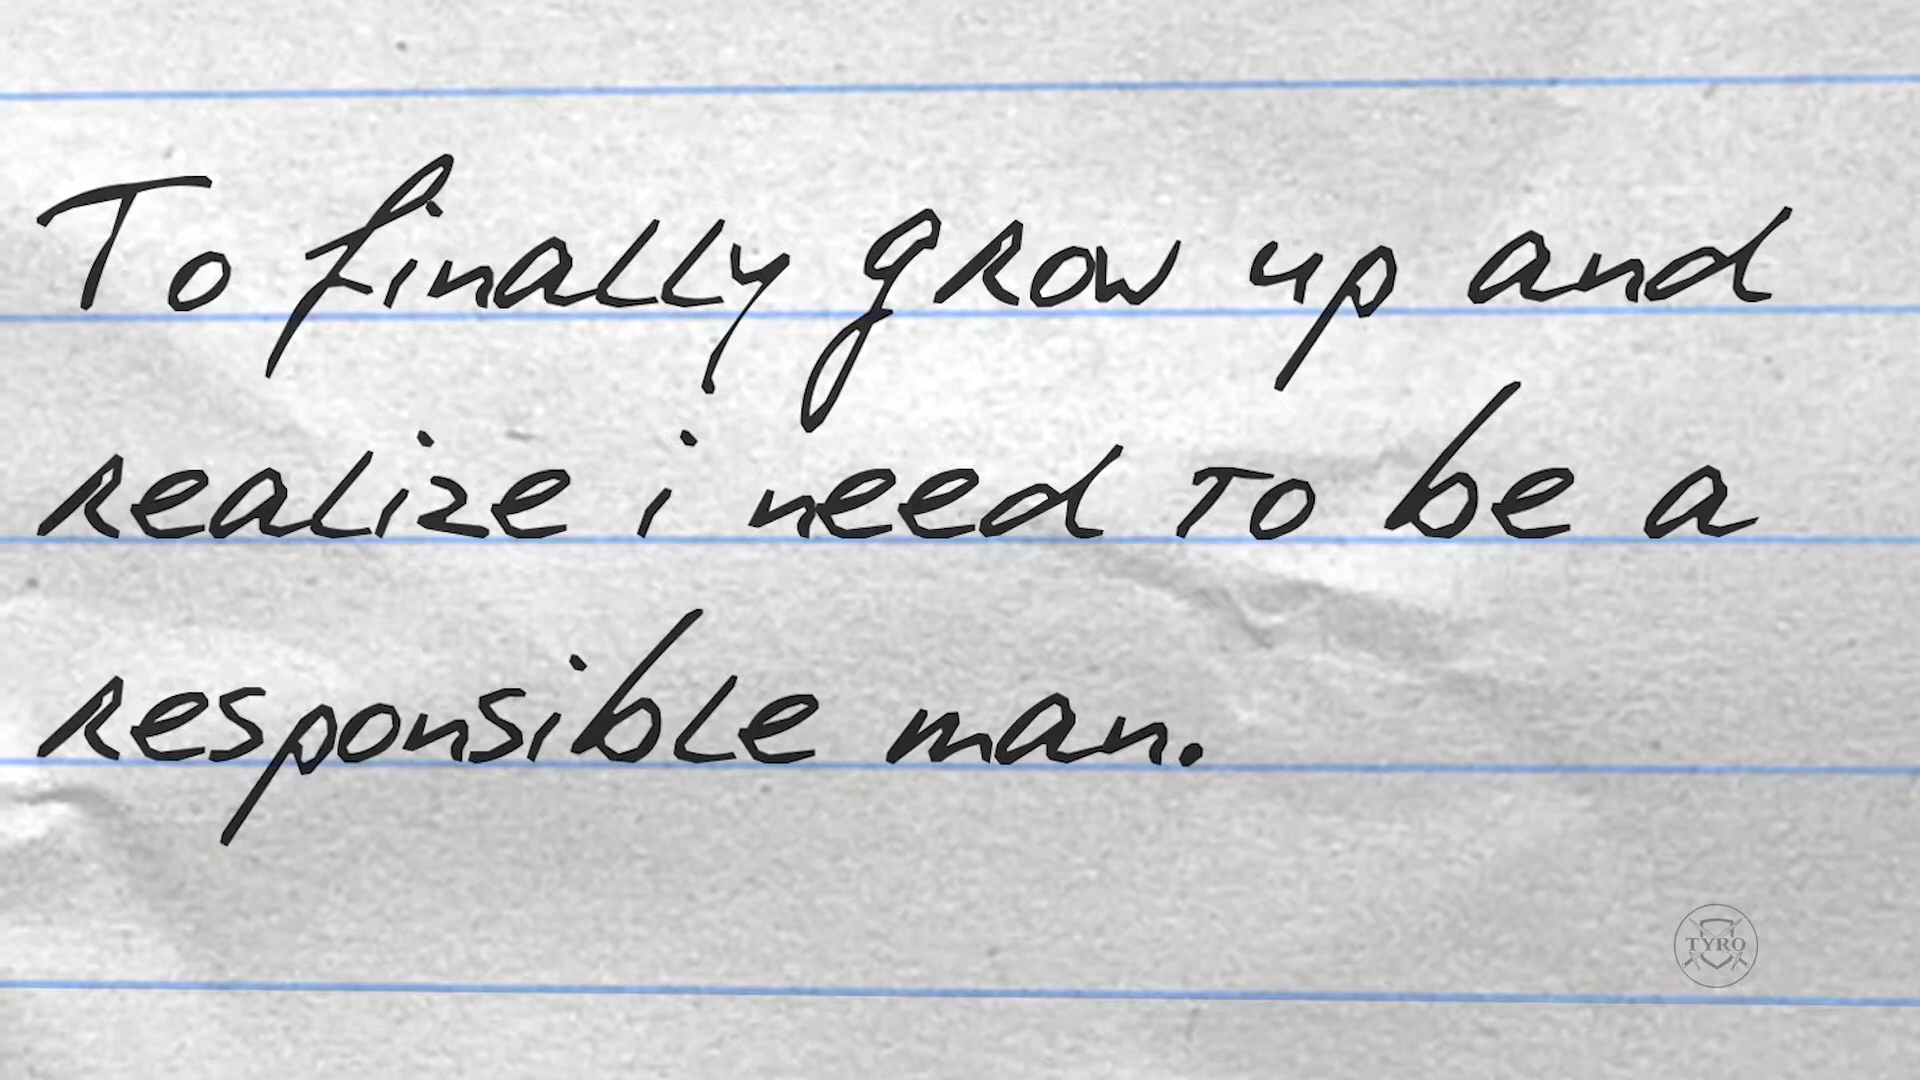 To finally grow up and
realize i need to be a
responsible man.
TYRO